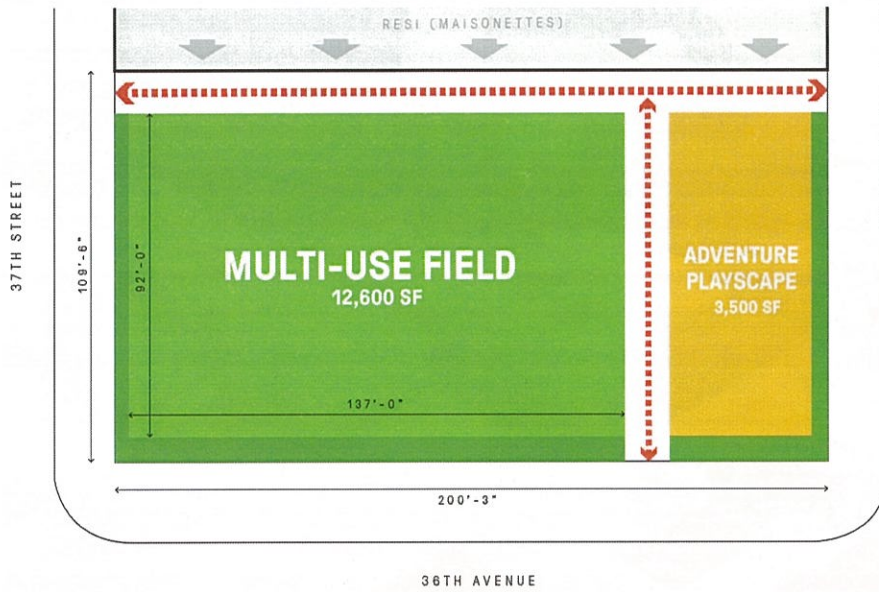 RESI (MAISONETTES)
37TH STREET
109'-6"
92'-0"
MULTI-USE FIELD
12,600 SF
ADVENTURE
PLAYSCAPE
3,500 SF
137'-0"
200'-3"
36TH AVENUE